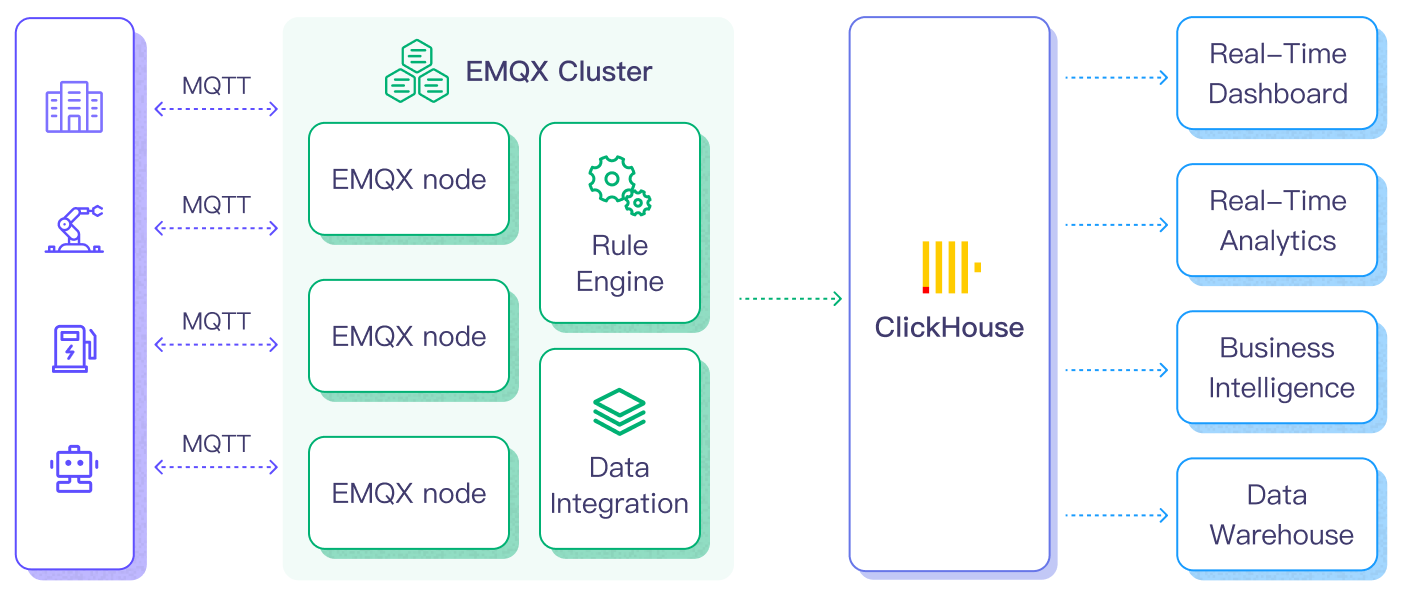 MQTT
MQTT
MQTT
MQTT
EMQX Cluster
EMQX node
EMQX node
EMQX node
Rule
Engine
Data
Integration
ClickHouse
Real–Time
Dashboard
Real–Time
Analytics
Business
Intelligence
Data
Warehouse